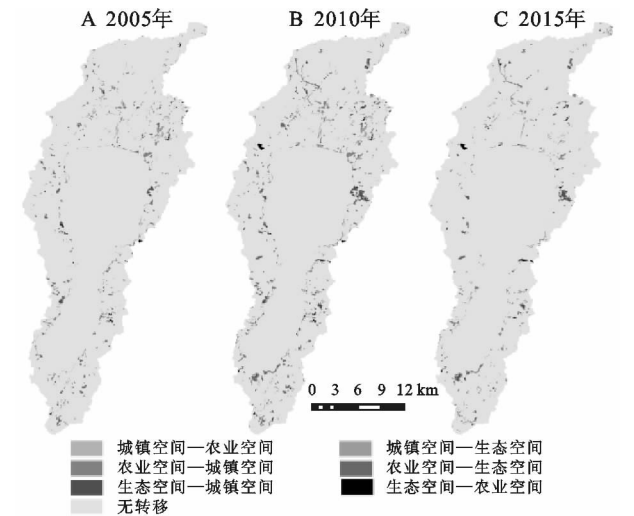 A 2005年 B 2010年 C 2015年
0 3 6 9 12 km
城镇空间—农业空间 城镇空间—生态空间
农业空间—城镇空间 农业空间—生态空间
生态空间—城镇空间 生态空间—农业空间
无转移